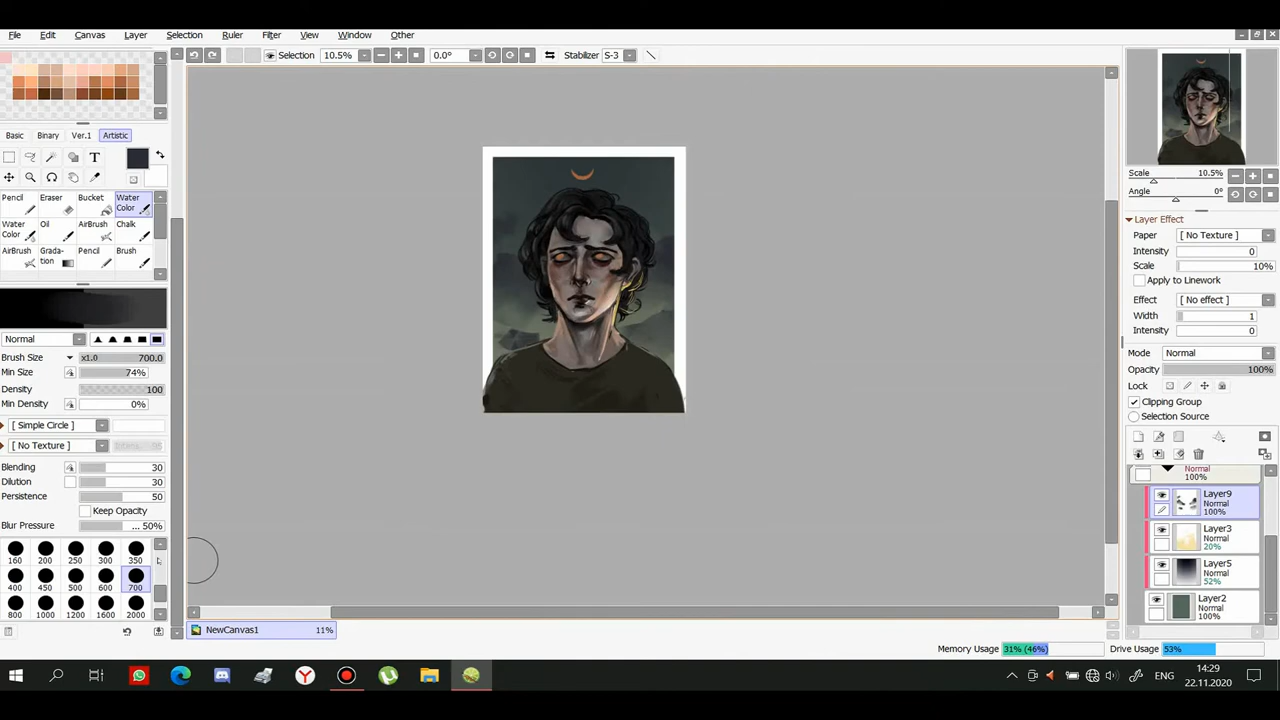 File Edit Canvas Layer Selection Ruler Filter View Window Other
Selection 10.5% 0.0° Stabilizer S-3
Basic Binary Ver.1 Artistic
T
Pencil Eraser Bucket Water Color
Water Color Oil AirBrush Chalk
AirBrush Gradation Pencil Brush
Normal
Brush Size x1.0 700.0
Min Size 74%
Density 100
Min Density 0%
[ Simple Circle ]
[ No Texture ]
Blending 30
Dilution 30
Persistence 50
Keep Opacity
Blur Pressure ... 50%
160 200 250 300 350
400 450 500 600 700
800 1000 1200 1600 2000
NewCanvas1 11%
Scale 10.5%
Angle 0°
Layer Effect
Paper [ No Texture ]
Intensity 0
Scale 10%
Apply to Linework
Effect [ No effect ]
Width 1
Intensity 0
Mode Normal
Opacity 100%
Lock
Clipping Group
Selection Source
Normal
100%
Layer9
Normal
100%
Layer3
Normal
20%
Layer5
Normal
52%
Layer2
Normal
100%
Memory Usage 31% (46%) Drive Usage 53%
ENG 14:29
22.11.2020